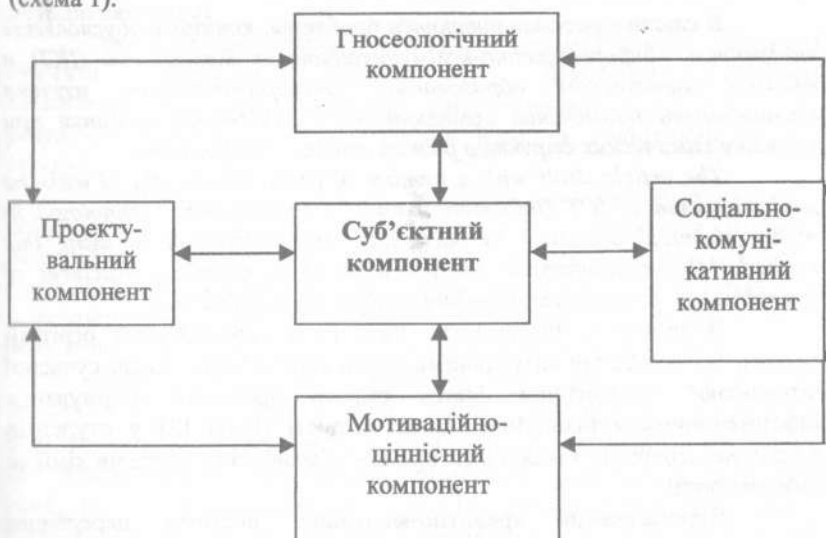 (схема 1).
Гносеологічний
компонент
Проекту-
вальний
компонент
Суб’єктний
компонент
Соціально-
комуні-
кативний
компонент
Мотиваційно-
ціннісний
компонент